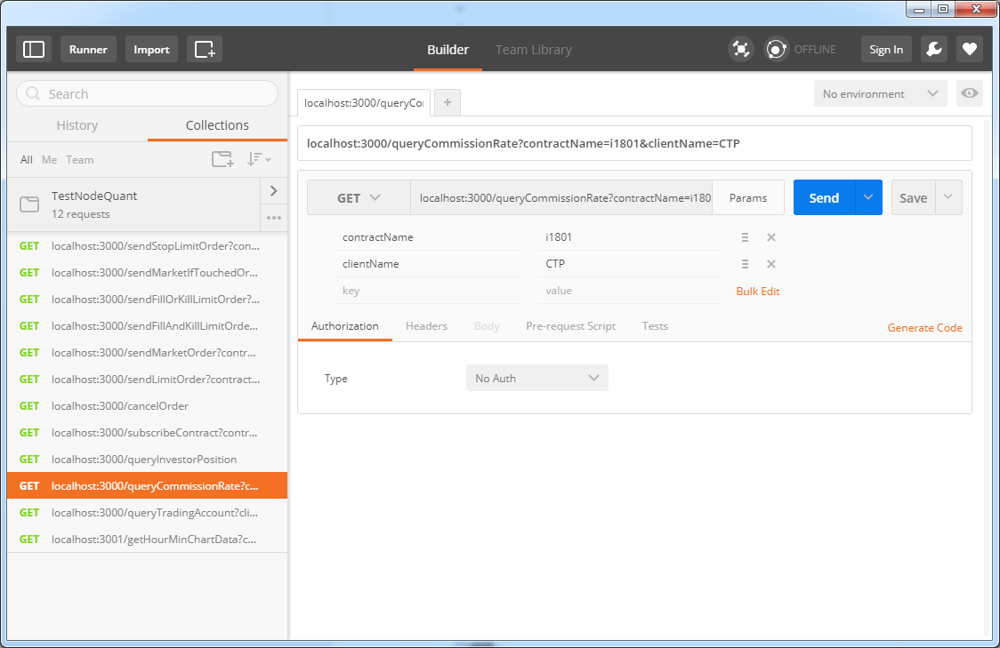 Runner
Import
Builder
Team Library
OFFLINE
Sign In
Search
History
Collections
All Me Team
TestNodeQuant
12 requests
GET localhost:3000/sendStopLimitOrder?con...
GET localhost:3000/sendMarketIfTouchedOr...
GET localhost:3000/sendFillOrKillLimitOrder?...
GET localhost:3000/sendFillAndKillLimitOrde...
GET localhost:3000/sendMarketOrder?contr...
GET localhost:3000/sendLimitOrder?contract...
GET localhost:3000/cancelOrder
GET localhost:3000/subscribeContract?contr...
GET localhost:3000/queryInvestorPosition
GET localhost:3000/queryCommissionRate?c...
GET localhost:3000/queryTradingAccount?cli...
GET localhost:3001/getHourMinChartData?c...
localhost:3000/queryCo
+
No environment
localhost:3000/queryCommissionRate?contractName=i1801&clientName=CTP
GET localhost:3000/queryCommissionRate?contractName=i180 Params Send Save
contractName i1801
clientName CTP
key value Bulk Edit
Authorization Headers Body Pre-request Script Tests Generate Code
Type No Auth